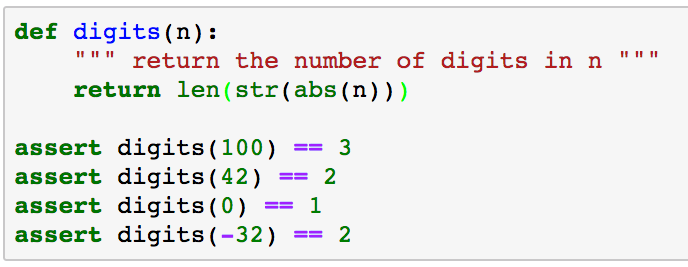 def digits(n):
    """ return the number of digits in n """
    return len(str(abs(n)))
assert digits(100) == 3
assert digits(42) == 2
assert digits(0) == 1
assert digits(-32) == 2